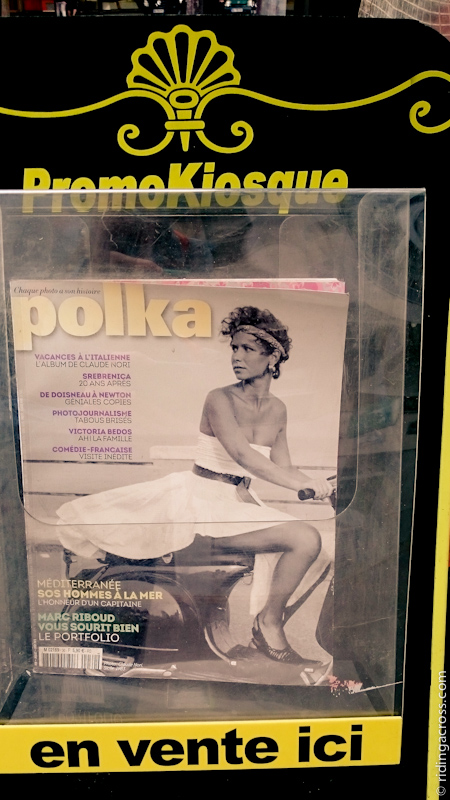 PromoKiosque
Chaque photo a son histoire
polka
VACANCES À L'ITALIENNE
L'ALBUM DE CLAUDE NORI
SREBRENICA
20 ANS APRÈS
DE DOISNEAU À NEWTON
GÉNIALES COPIES
PHOTOJOURNALISME
TABOUS BRISÉS
VICTORIA BEDOS
AH! LA FAMILLE
COMÉDIE-FRANÇAISE
VISITE INÉDITE
MÉDITERRANÉE
SOS HOMMES À LA MER
L'HONNEUR D'UN CAPITAINE
MARC RIBOUD
VOUS SOURIT BIEN
LE PORTFOLIO
en vente ici
© ridingacross.com